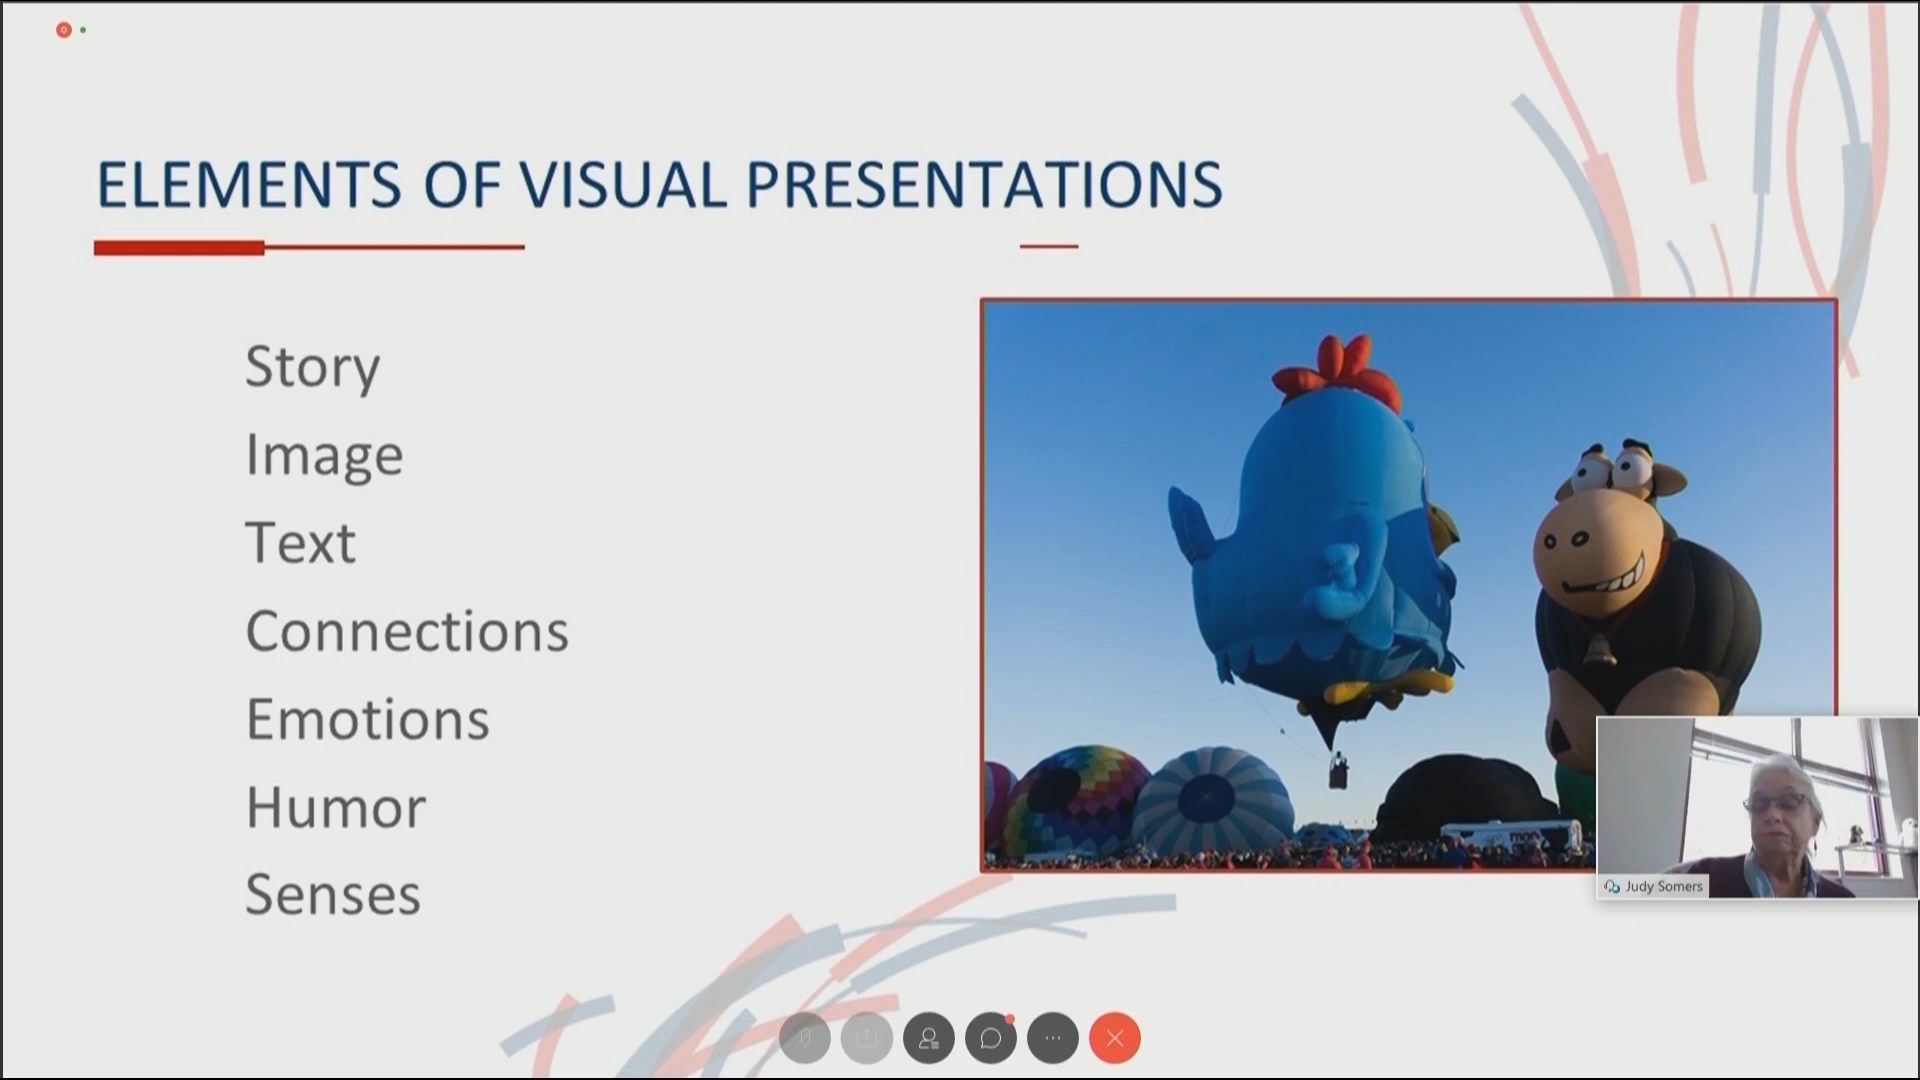 ELEMENTS OF VISUAL PRESENTATIONS
Story
Image
Text
Connections
Emotions
Humor
Senses
Judy Somers